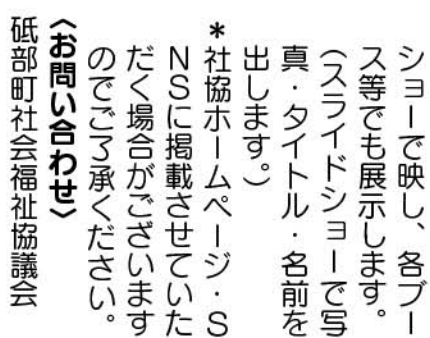 ショーで映し、各ブー
ス等でも展示します。
（スライドショーで写
真・タイトル・名前を
出します。）
＊社協ホームページ・S
NSに掲載させていた
だく場合がございます
のでご了承ください。
〈お問い合わせ〉
砥部町社会福祉協議会